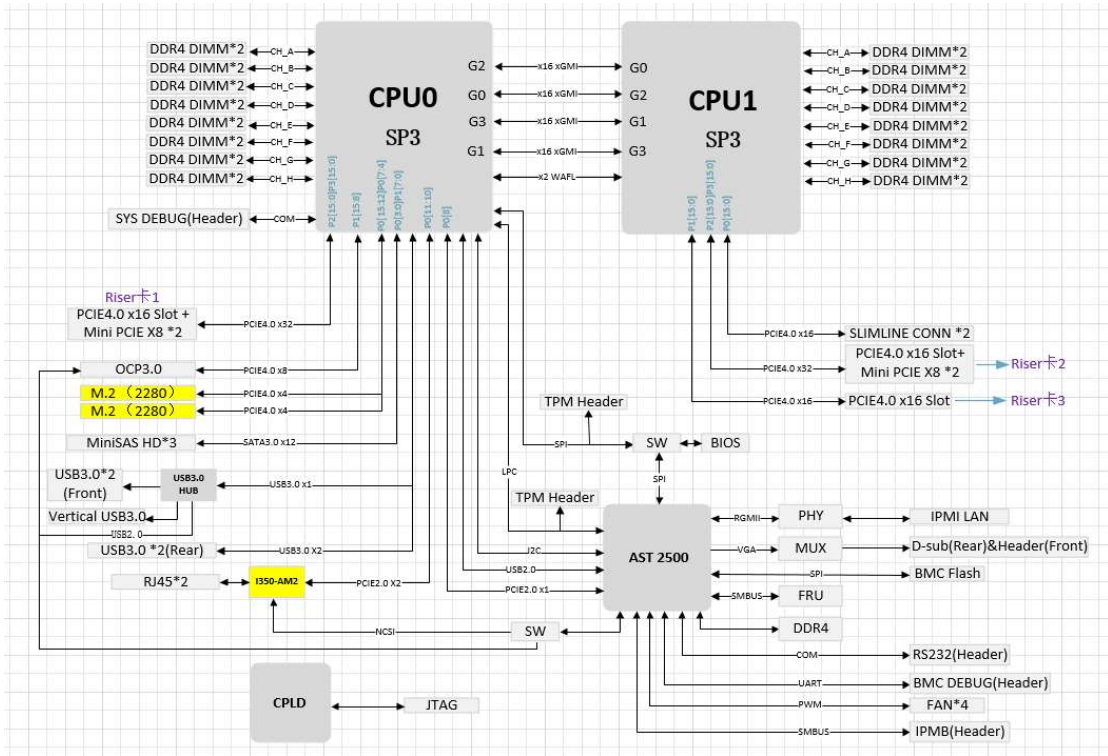 DDR4 DIMM*2
CH_A
DDR4 DIMM*2
CH_B
DDR4 DIMM*2
CH_C
DDR4 DIMM*2
CH_D
DDR4 DIMM*2
CH_E
DDR4 DIMM*2
CH_F
DDR4 DIMM*2
CH_G
DDR4 DIMM*2
CH_H
SYS DEBUG(Header)
COM
CPU0
SP3
G2
G0
G3
G1
P2[15:0]P3[15:0]
P1[15:8]
P0[15:12]P0[7:4]
P0[3:0]P1[7:0]
P0[11:10]
P0[8]
x16 xGMI
x16 xGMI
x16 xGMI
x16 xGMI
x2 WAFL
CPU1
SP3
G0
G2
G1
G3
P1[15:0]
P2[15:0]P3[15:0]
P0[15:0]
CH_A
DDR4 DIMM*2
CH_B
DDR4 DIMM*2
CH_C
DDR4 DIMM*2
CH_D
DDR4 DIMM*2
CH_E
DDR4 DIMM*2
CH_F
DDR4 DIMM*2
CH_G
DDR4 DIMM*2
CH_H
DDR4 DIMM*2
Riser卡1
PCIE4.0 x16 Slot +
Mini PCIE X8 *2
PCIE4.0 x32
OCP3.0
PCIE4.0 x8
M.2（2280）
PCIE4.0 x4
M.2（2280）
PCIE4.0 x4
MiniSAS HD*3
SATA3.0 x12
USB3.0*2
(Front)
USB3.0
HUB
USB3.0 x1
Vertical USB3.0
USB2.0
USB3.0 *2(Rear)
USB3.0 X2
RJ45*2
I350-AM2
PCIE2.0 X2
NCSI
SW
CPLD
JTAG
PCIE4.0 x16
SLIMLINE CONN *2
PCIE4.0 x32
PCIE4.0 x16 Slot+
Mini PCIE X8 *2
Riser卡2
PCIE4.0 x16
PCIE4.0 x16 Slot
Riser卡3
TPM Header
SPI
SW
BIOS
SPI
LPC
TPM Header
I2C
USB2.0
PCIE2.0 x1
AST 2500
RGMII
PHY
IPMI LAN
VGA
MUX
D-sub(Rear)&Header(Front)
SPI
BMC Flash
SMBUS
FRU
DDR4
COM
RS232(Header)
UART
BMC DEBUG(Header)
PWM
FAN*4
SMBUS
IPMB(Header)